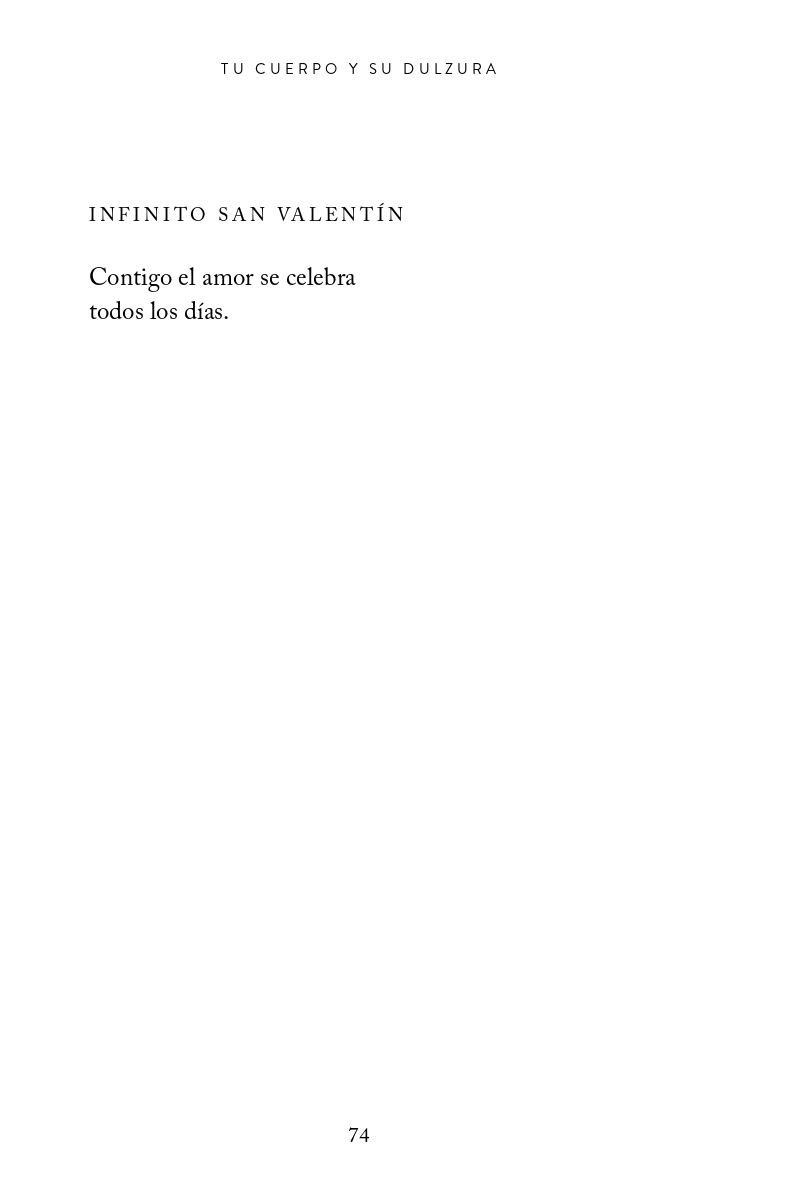 TU CUERPO Y SU DULZURA
INFINITO SAN VALENTÍN
Contigo el amor se celebra
todos los días.
74